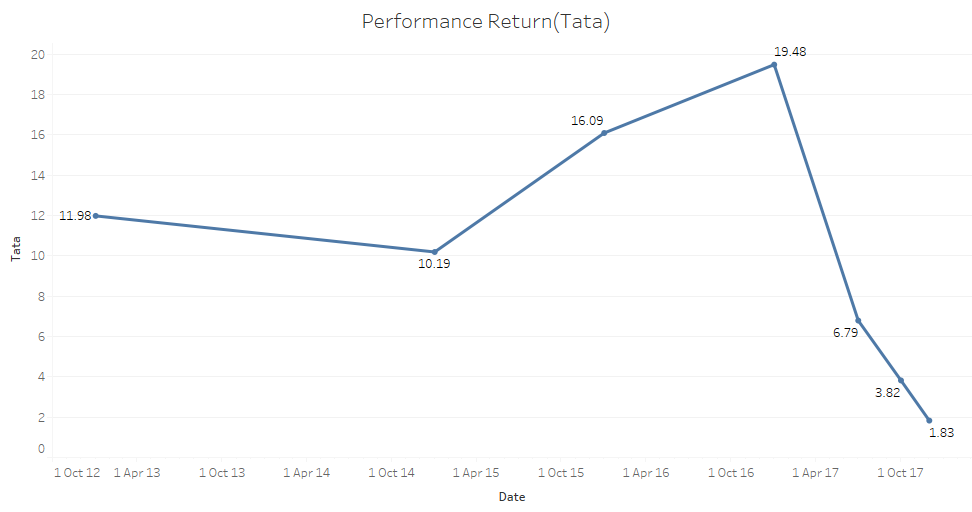 Performance Return(Tata)
20
18
16
14
12
10
8
6
4
2
0
Tata
11.98
10.19
16.09
19.48
6.79
3.82
1.83
1 Oct 12
1 Apr 13
1 Oct 13
1 Apr 14
1 Oct 14
1 Apr 15
1 Oct 15
1 Apr 16
1 Oct 16
1 Apr 17
1 Oct 17
Date